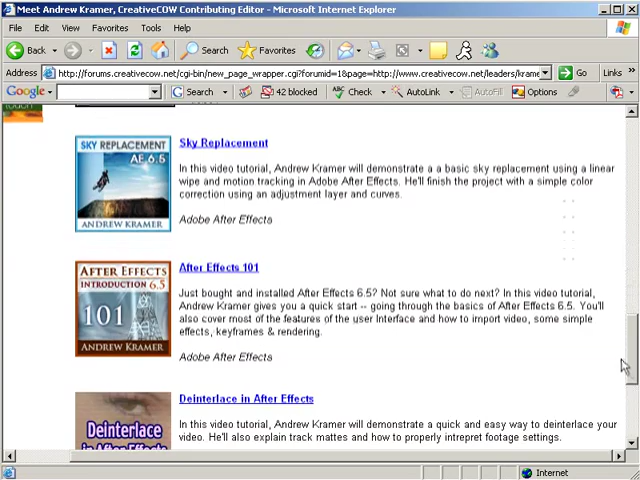 Meet Andrew Kramer, CreativeCOW Contributing Editor - Microsoft Internet Explorer
File Edit View Favorites Tools Help
Back Search Favorites
Address http://forums.creativecow.net/cgi-bin/new_page_wrapper.cgi?forumid=1&page=http://www.creativecow.net/leaders/krame Go Links »
Google Search 42 blocked Check AutoLink AutoFill Options
touch
SKY REPLACEMENT
AE 6.5
ANDREW KRAMER
Sky Replacement
In this video tutorial, Andrew Kramer will demonstrate a a basic sky replacement using a linear
wipe and motion tracking in Adobe After Effects. He'll finish the project with a simple color
correction using an adjustment layer and curves.
Adobe After Effects
AFTER EFFECTS
INTRODUCTION 6.5
101
ANDREW KRAMER
After Effects 101
Just bought and installed After Effects 6.5? Not sure what to do next? In this video tutorial,
Andrew Kramer gives you a quick start -- going through the basics of After Effects 6.5. You'll
also cover most of the features of the user Interface and how to import video, some simple
effects, keyframes & rendering.
Adobe After Effects
Deinterlace
in After Effects
Deinterlace in After Effects
In this video tutorial, Andrew Kramer will demonstrate a quick and easy way to deinterlace your
video. He'll also explain track mattes and how to properly intrepret footage settings.
Internet